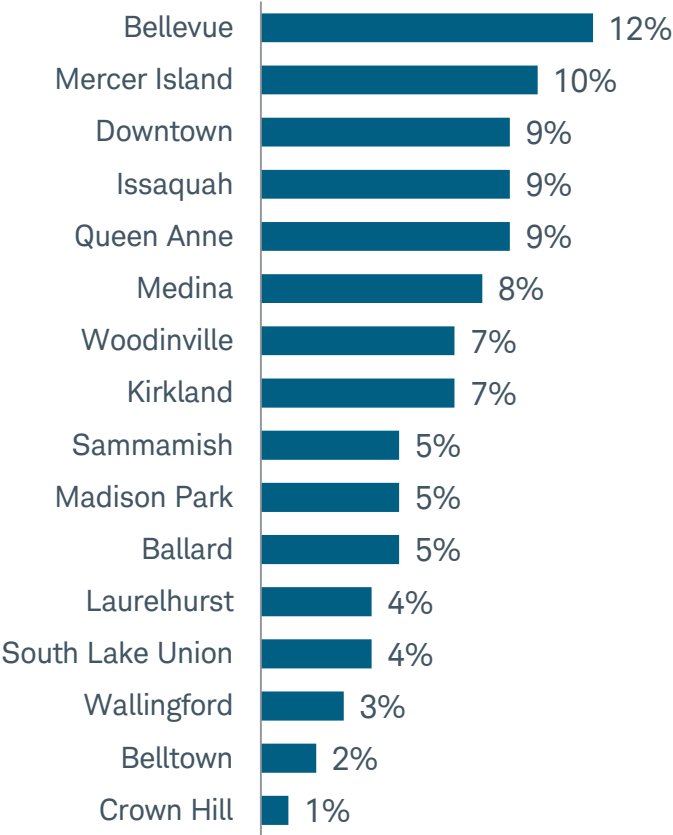 Bellevue 12%
Mercer Island 10%
Downtown 9%
Issaquah 9%
Queen Anne 9%
Medina 8%
Woodinville 7%
Kirkland 7%
Sammamish 5%
Madison Park 5%
Ballard 5%
Laurelhurst 4%
South Lake Union 4%
Wallingford 3%
Belltown 2%
Crown Hill 1%